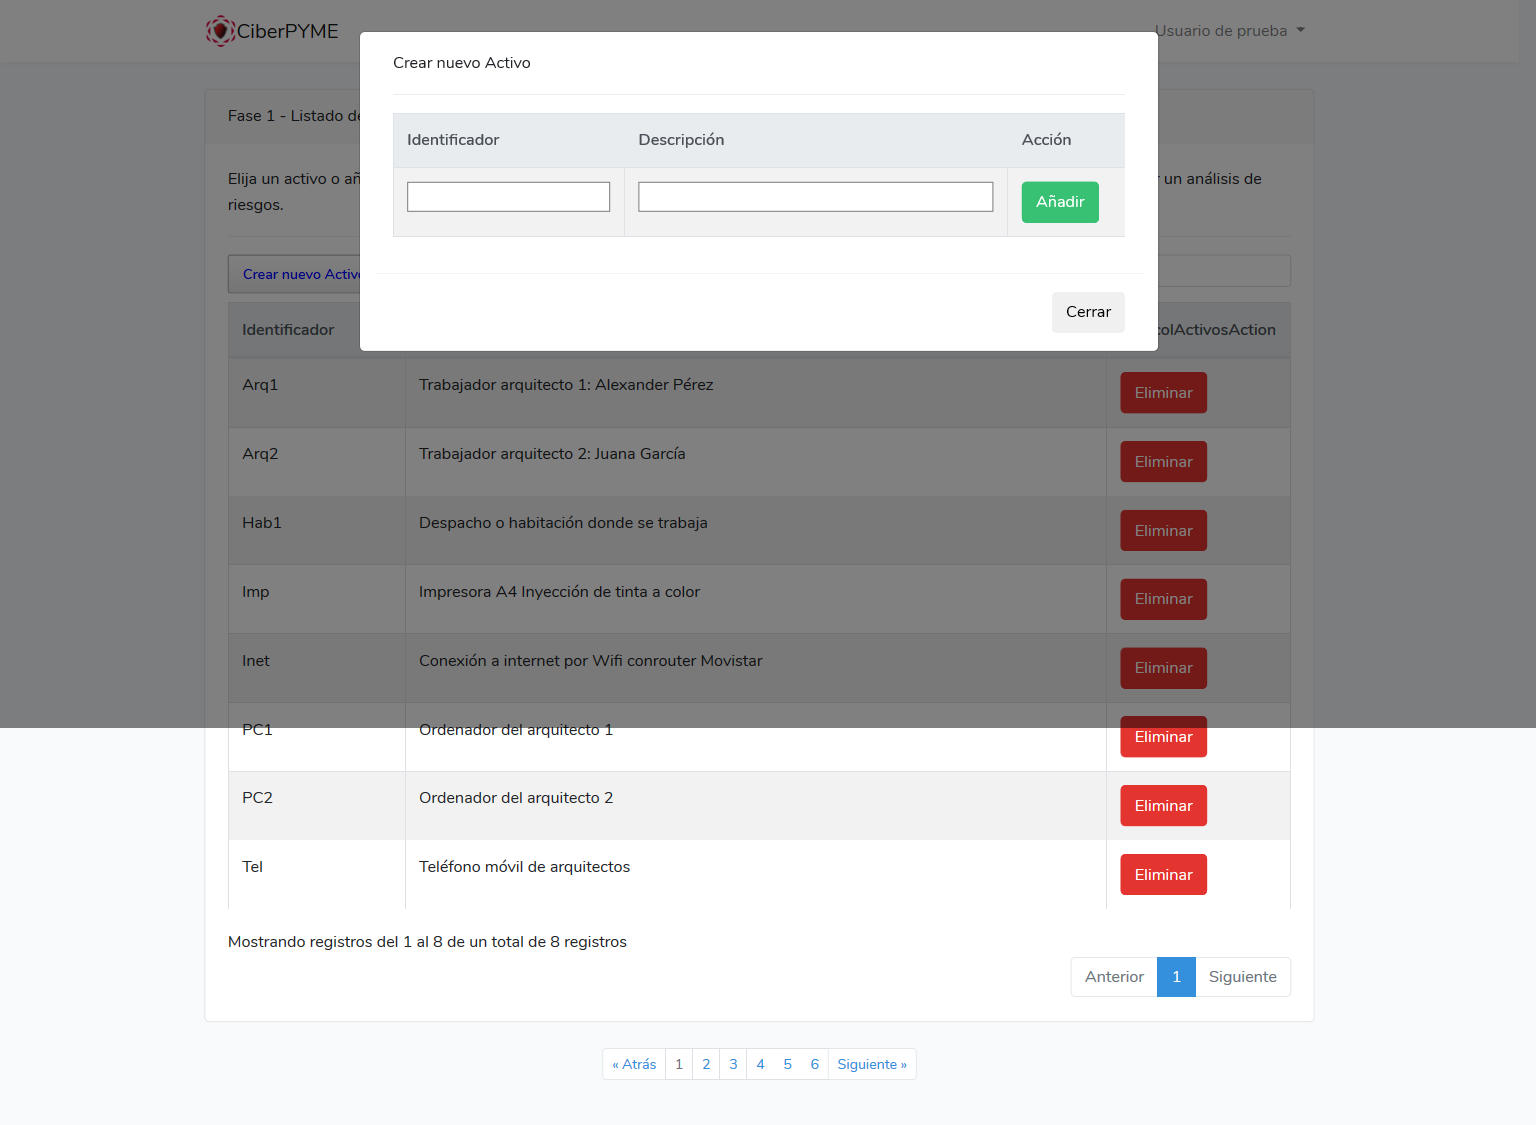 CiberPYME
Usuario de prueba
Crear nuevo Activo
Identificador Descripción Acción
Añadir
Cerrar
Fase 1 - Listado de
Elija un activo o añ
r un análisis de
riesgos.
Crear nuevo Activ
Identificador
colActivosAction
Arq1 Trabajador arquitecto 1: Alexander Pérez Eliminar
Arq2 Trabajador arquitecto 2: Juana García Eliminar
Hab1 Despacho o habitación donde se trabaja Eliminar
Imp Impresora A4 Inyección de tinta a color Eliminar
Inet Conexión a internet por Wifi conrouter Movistar Eliminar
PC1 Ordenador del arquitecto 1 Eliminar
PC2 Ordenador del arquitecto 2 Eliminar
Tel Teléfono móvil de arquitectos Eliminar
Mostrando registros del 1 al 8 de un total de 8 registros
Anterior 1 Siguiente
« Atrás 1 2 3 4 5 6 Siguiente »